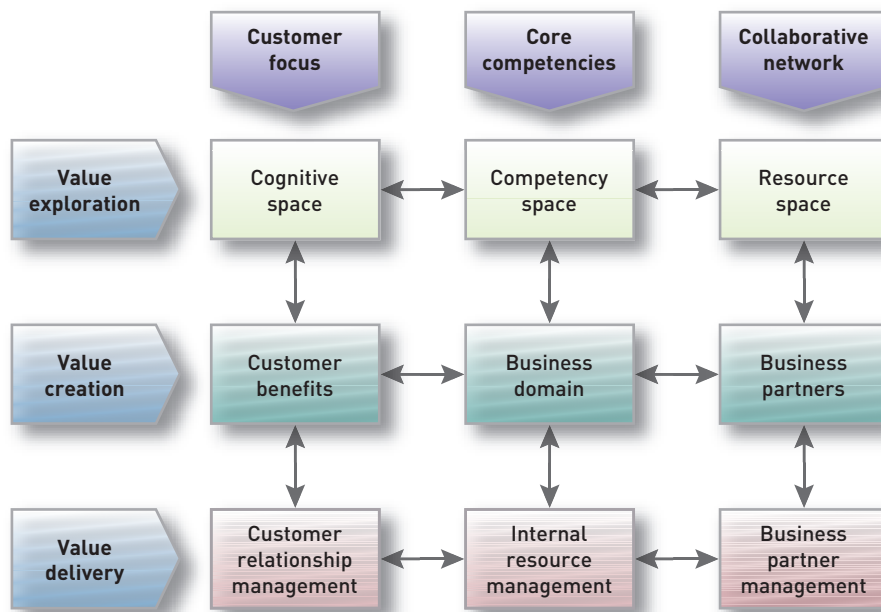 Customer
focus
Core
competencies
Collaborative
network
Value
exploration
Cognitive
space
Competency
space
Resource
space
Value
creation
Customer
benefits
Business
domain
Business
partners
Value
delivery
Customer
relationship
management
Internal
resource
management
Business
partner
management